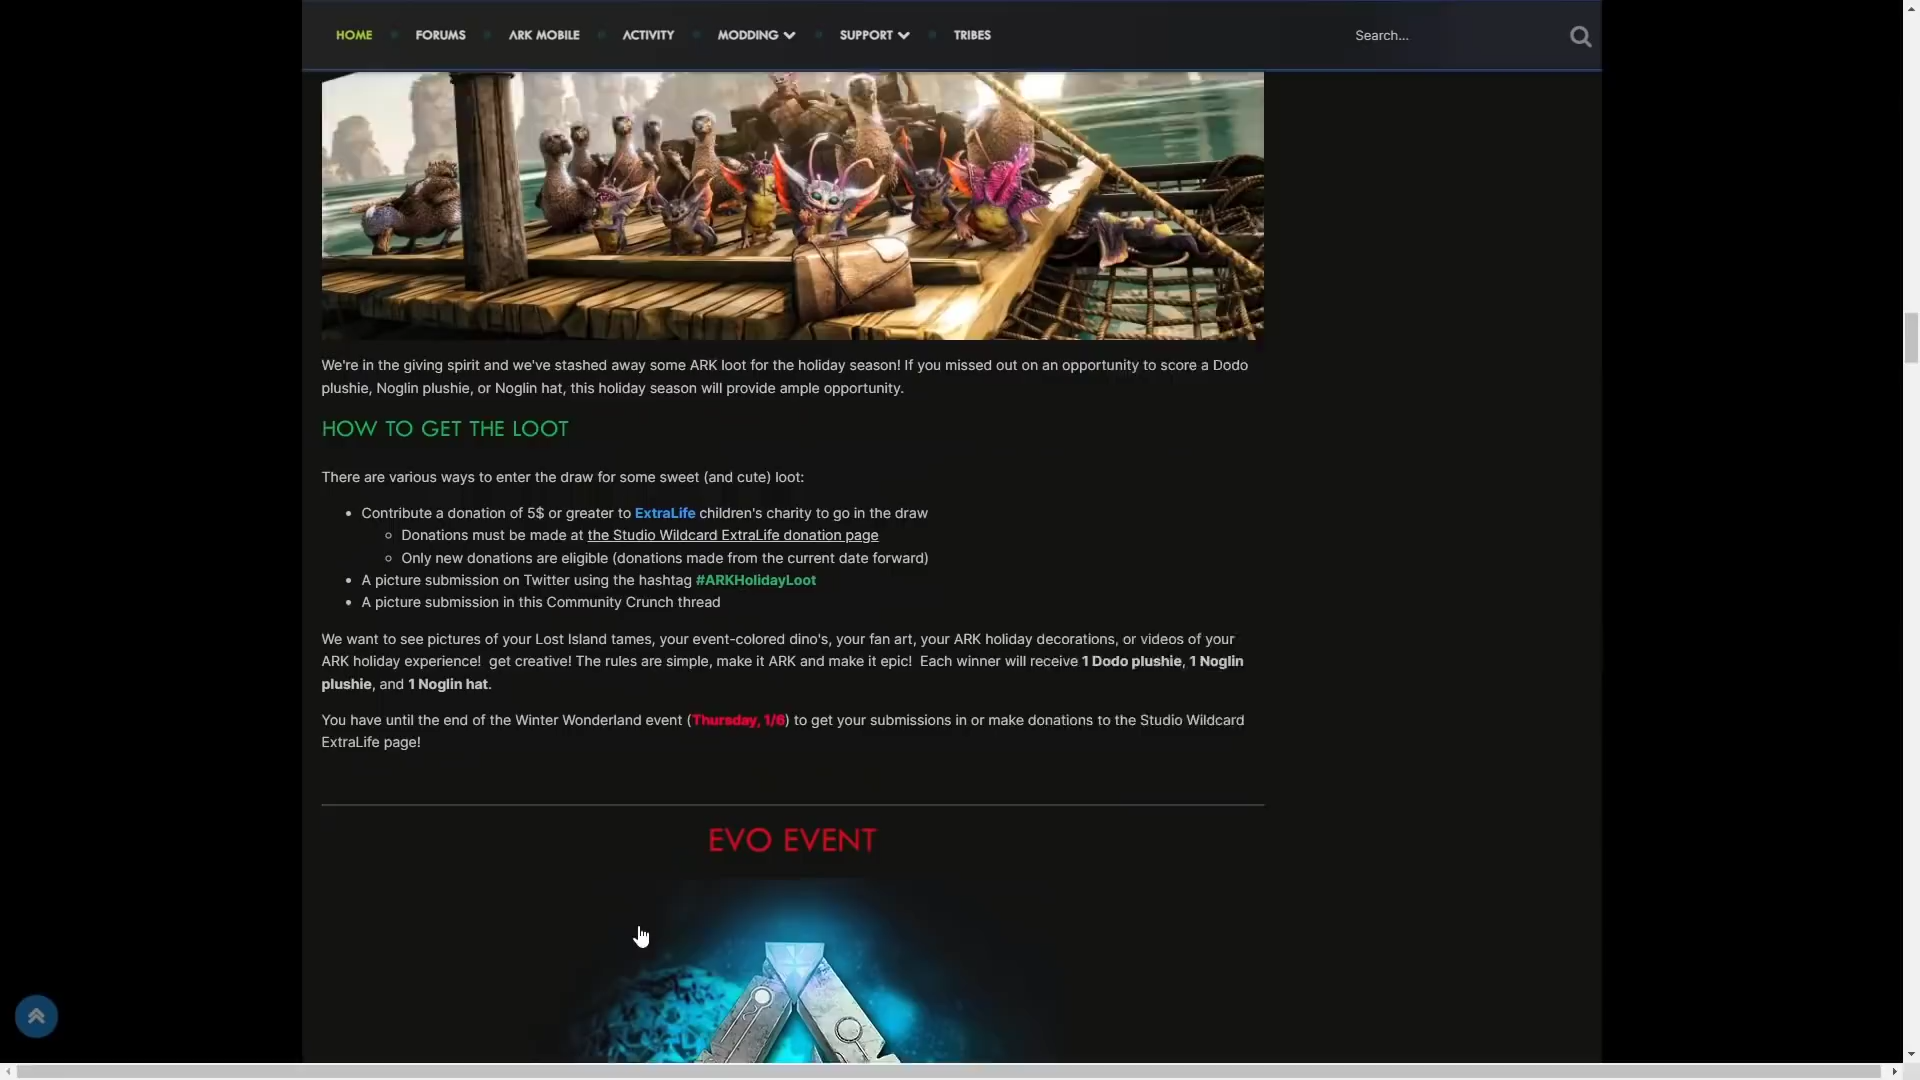 HOME
FORUMS
ARK MOBILE
ACTIVITY
MODDING
SUPPORT
TRIBES
Search...
We're in the giving spirit and we've stashed away some ARK loot for the holiday season! If you missed out on an opportunity to score a Dodo
plushie, Noglin plushie, or Noglin hat, this holiday season will provide ample opportunity.
HOW TO GET THE LOOT
There are various ways to enter the draw for some sweet (and cute) loot:
Contribute a donation of 5$ or greater to ExtraLife children's charity to go in the draw
Donations must be made at the Studio Wildcard ExtraLife donation page
Only new donations are eligible (donations made from the current date forward)
A picture submission on Twitter using the hashtag #ARKHolidayLoot
A picture submission in this Community Crunch thread
We want to see pictures of your Lost Island tames, your event-colored dino's, your fan art, your ARK holiday decorations, or videos of your
ARK holiday experience!  get creative! The rules are simple, make it ARK and make it epic!  Each winner will receive 1 Dodo plushie, 1 Noglin
plushie, and 1 Noglin hat.
You have until the end of the Winter Wonderland event (Thursday, 1/6) to get your submissions in or make donations to the Studio Wildcard
ExtraLife page!
EVO EVENT